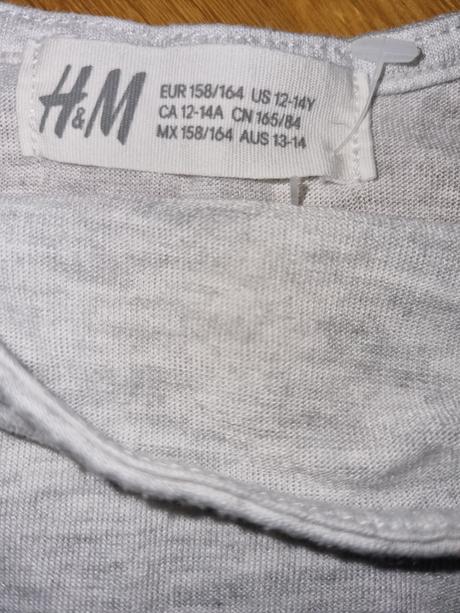 H&M
EUR 158/164 US 12-14Y
CA 12-14A CN 165/84
MX 158/164 AUS 13-14